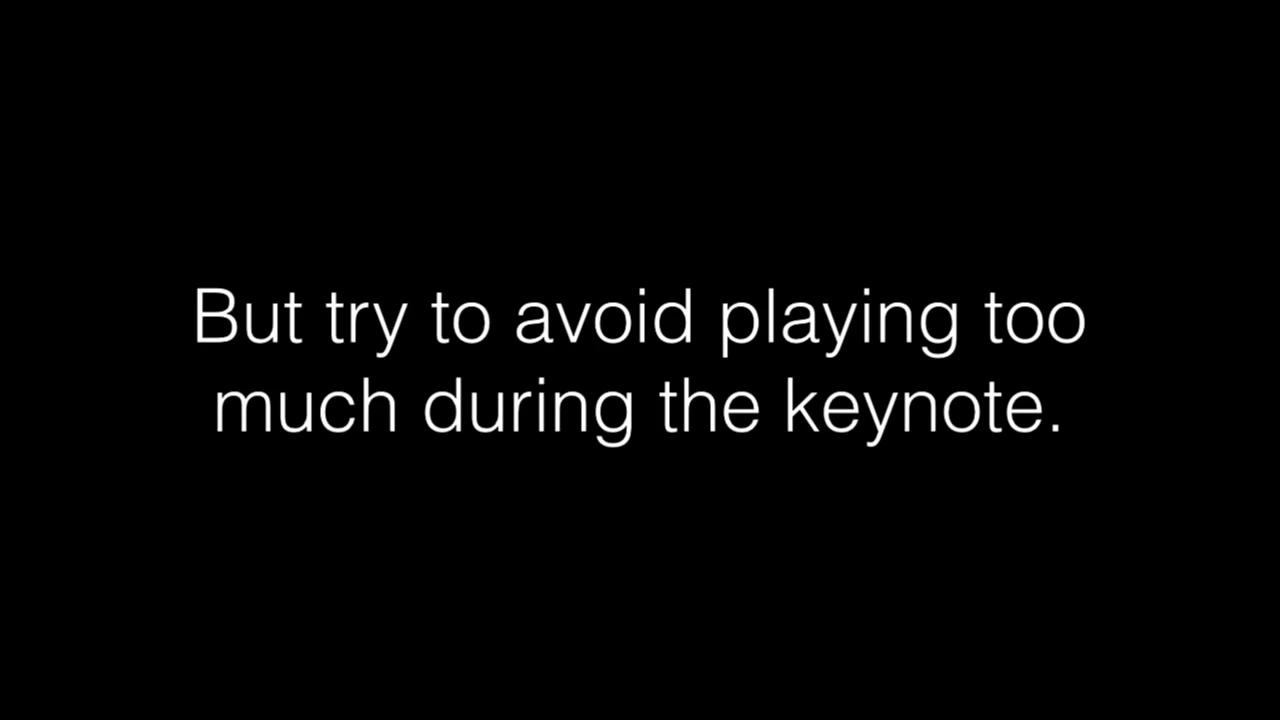 But try to avoid playing too
much during the keynote.